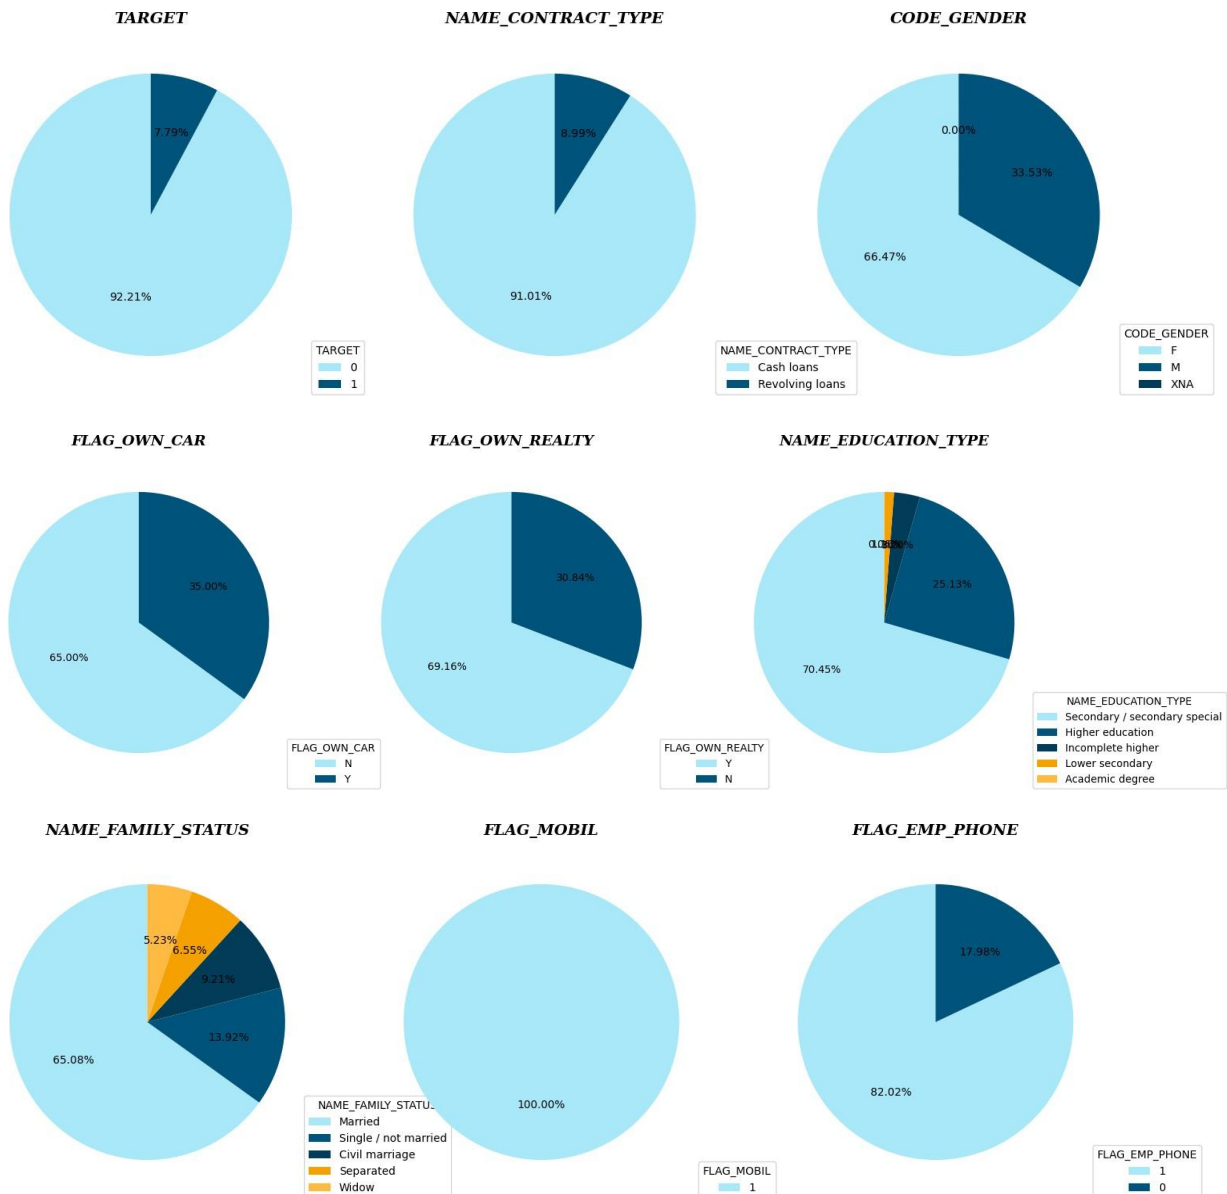 TARGET
NAME_CONTRACT_TYPE
CODE_GENDER
7.79%
92.21%
TARGET
0
1
8.99%
91.01%
NAME_CONTRACT_TYPE
Cash loans
Revolving loans
0.00%
33.53%
66.47%
CODE_GENDER
F
M
XNA
FLAG_OWN_CAR
FLAG_OWN_REALTY
NAME_EDUCATION_TYPE
35.00%
65.00%
FLAG_OWN_CAR
N
Y
30.84%
69.16%
FLAG_OWN_REALTY
Y
N
25.13%
70.45%
NAME_EDUCATION_TYPE
Secondary / secondary special
Higher education
Incomplete higher
Lower secondary
Academic degree
NAME_FAMILY_STATUS
FLAG_MOBIL
FLAG_EMP_PHONE
5.23%
6.55%
9.21%
13.92%
65.08%
NAME_FAMILY_STATUS
Married
Single / not married
Civil marriage
Separated
Widow
100.00%
FLAG_MOBIL
1
17.98%
82.02%
FLAG_EMP_PHONE
1
0